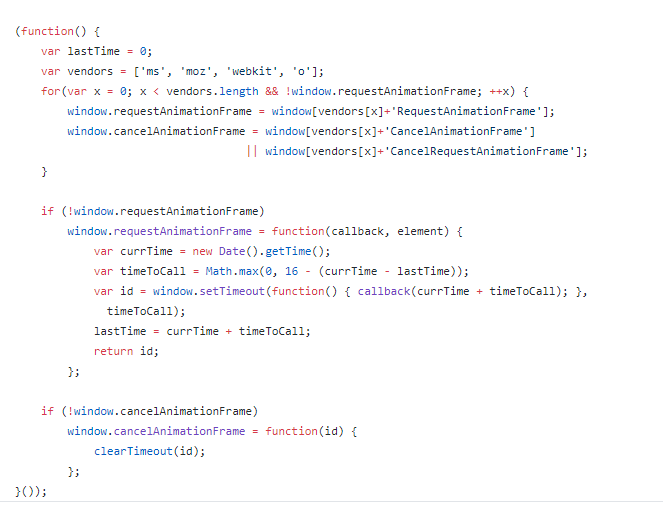 (function() {
    var lastTime = 0;
    var vendors = ['ms', 'moz', 'webkit', 'o'];
    for(var x = 0; x < vendors.length && !window.requestAnimationFrame; ++x) {
        window.requestAnimationFrame = window[vendors[x]+'RequestAnimationFrame'];
        window.cancelAnimationFrame = window[vendors[x]+'CancelAnimationFrame']
                                   || window[vendors[x]+'CancelRequestAnimationFrame'];
    }

    if (!window.requestAnimationFrame)
        window.requestAnimationFrame = function(callback, element) {
            var currTime = new Date().getTime();
            var timeToCall = Math.max(0, 16 - (currTime - lastTime));
            var id = window.setTimeout(function() { callback(currTime + timeToCall); },
              timeToCall);
            lastTime = currTime + timeToCall;
            return id;
        };

    if (!window.cancelAnimationFrame)
        window.cancelAnimationFrame = function(id) {
            clearTimeout(id);
        };
}());